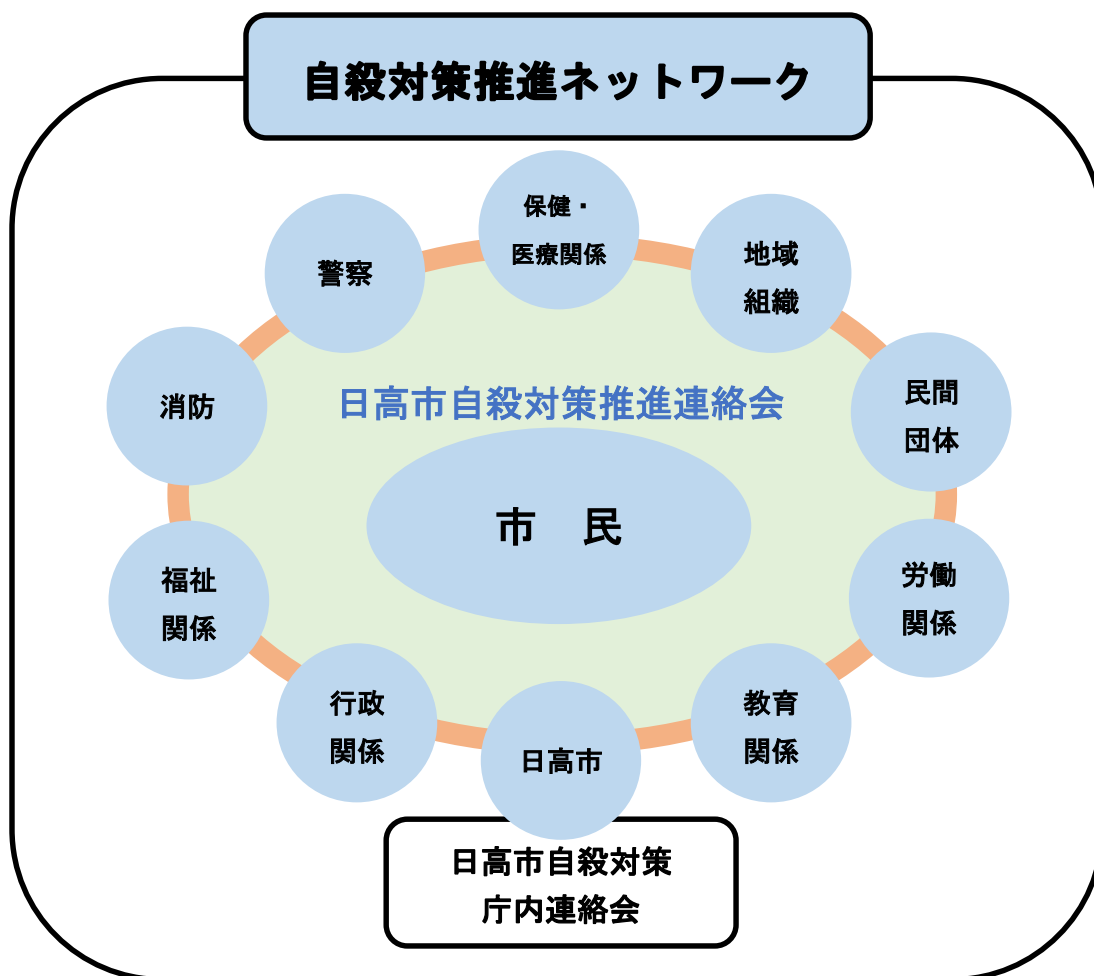 自殺対策推進ネットワーク
保健・
医療関係
警察
地域
組織
消防
日高市自殺対策推進連絡会
民間
団体
市　民
福祉
関係
労働
関係
行政
関係
日高市
教育
関係
日高市自殺対策
庁内連絡会